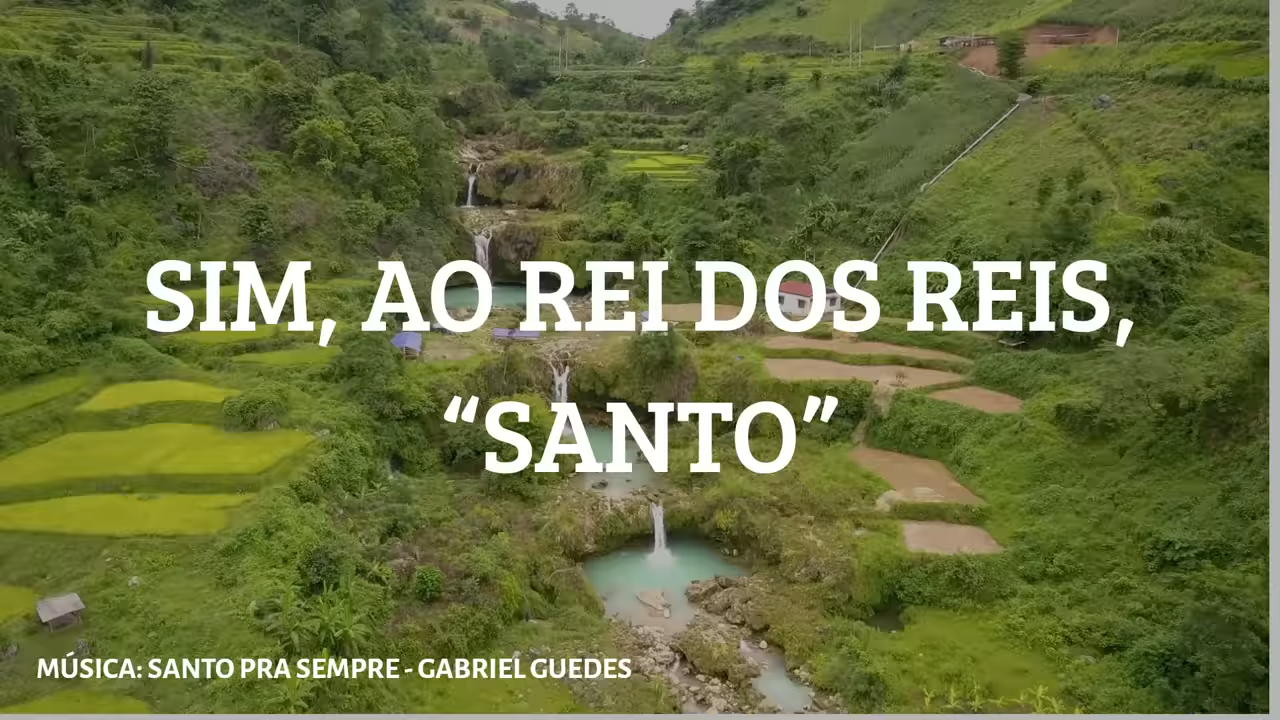 SIM, AO REI DOS REIS,
“SANTO”
MÚSICA: SANTO PRA SEMPRE - GABRIEL GUEDES